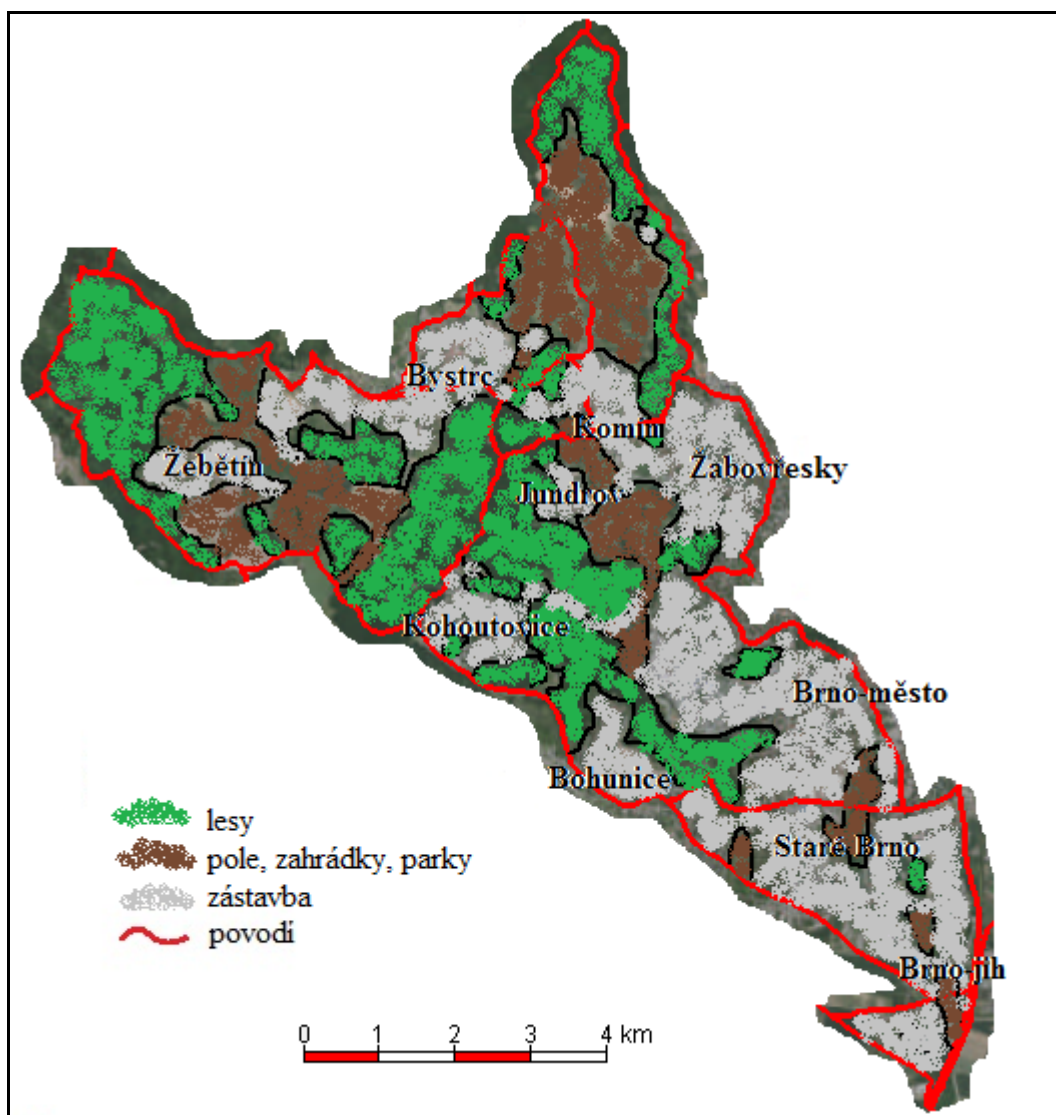 Bystrc
Komín
Žebětín
Žabovřesky
Jundrov
Kohoutovice
Brno-město
Bohunice
Staré Brno
Brno-jih
lesy
pole, zahrádky, parky
zástavba
povodí
0 1 2 3 4 km